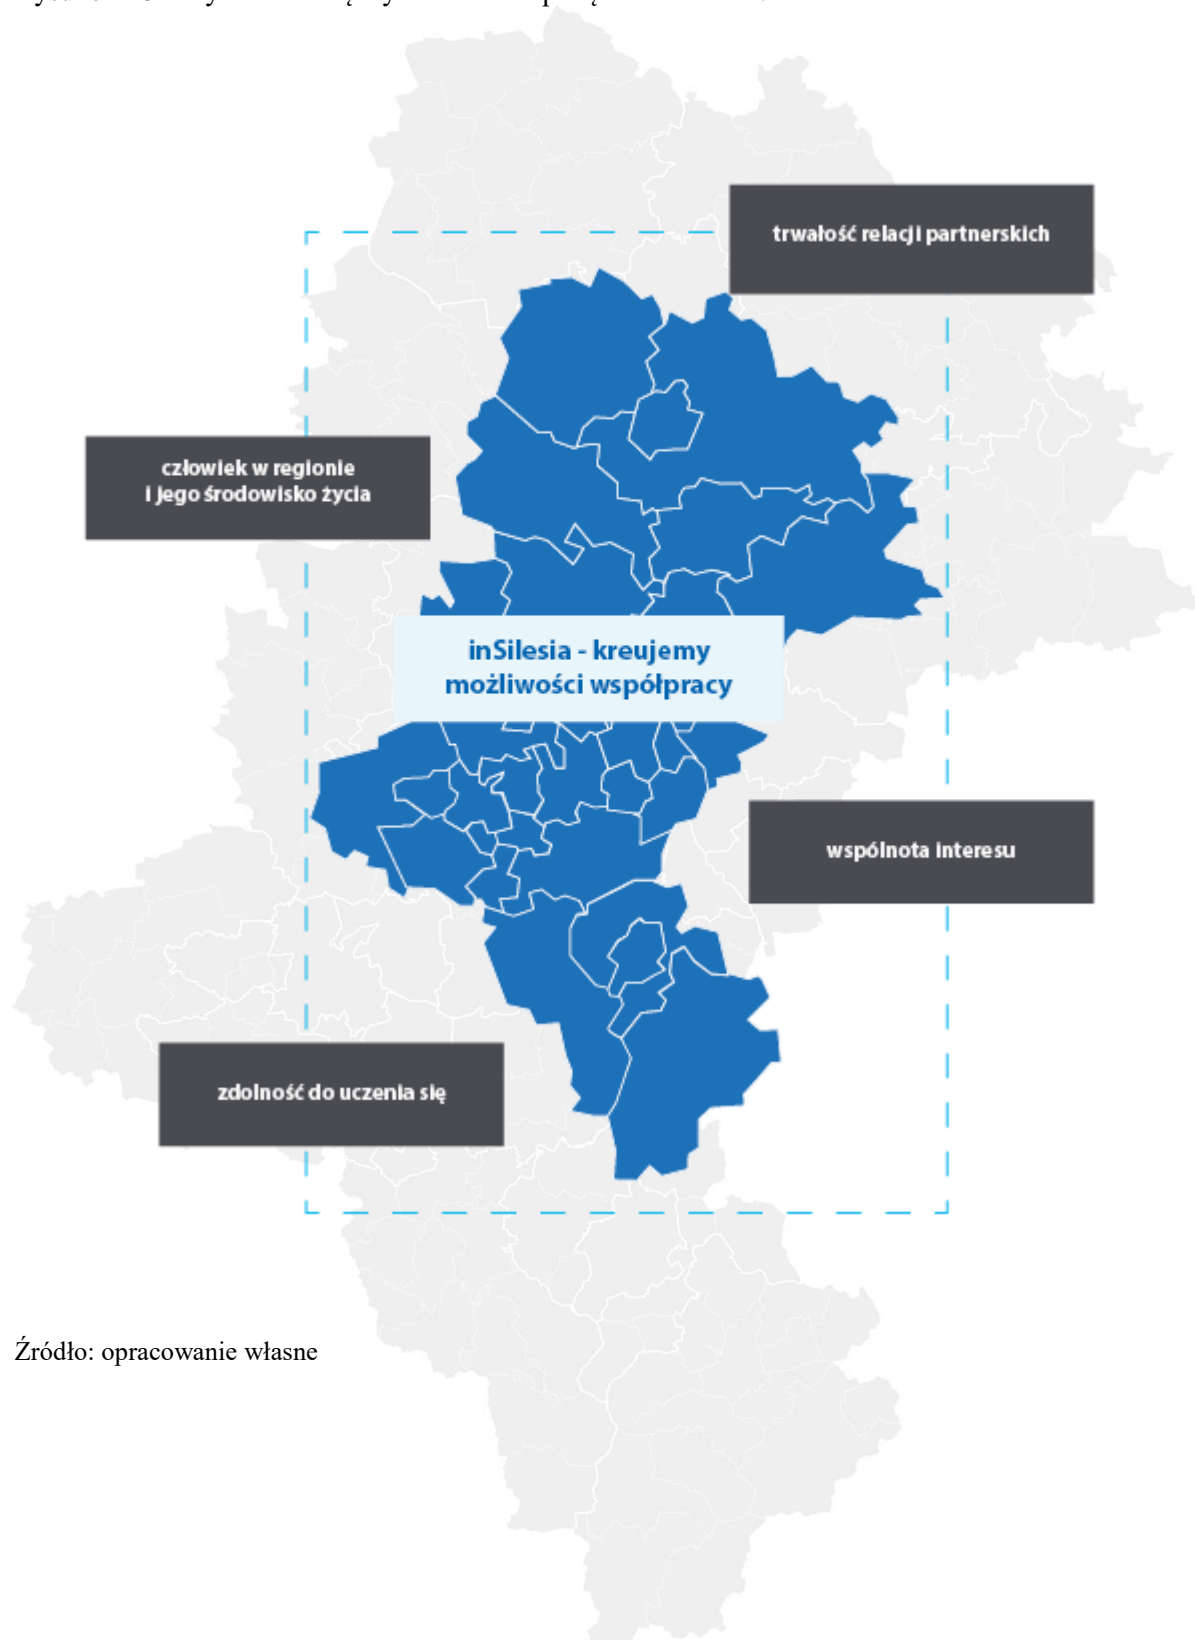 trwałość relacji partnerskich
człowiek w regionie
i jego środowisko życia
inSilesia - kreujemy
możliwości współpracy
wspólnota interesu
zdolność do uczenia się
Źródło: opracowanie własne